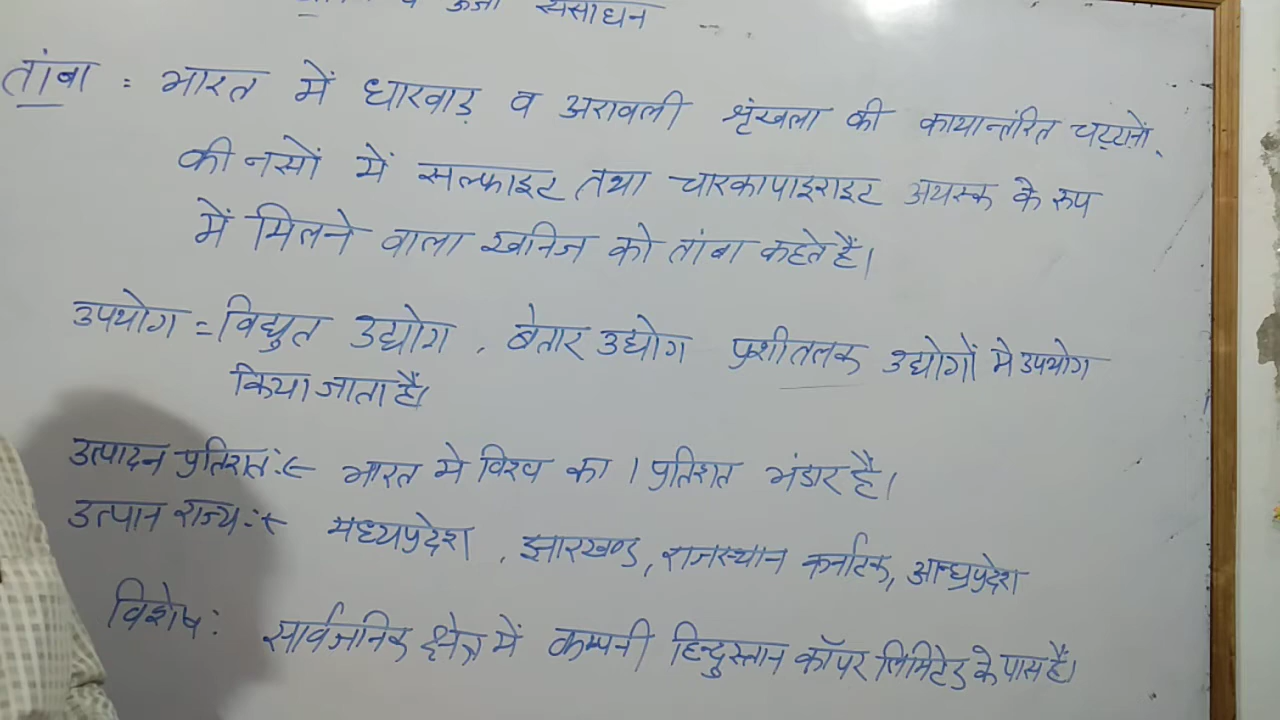 व ऊर्जा संसाधन
तांबा : भारत में धारवाड़ व अरावली शृंखला की कायान्तरित चट्टानों
की नसों में सल्फाइट तथा चारकापाइराइट अयस्क के रूप
में मिलने वाला खनिज को तांबा कहते हैं।
उपयोग = विद्युत उद्योग , बेतार उद्योग प्रशीतलक उद्योगों मे उपयोग
किया जाता हैं।
उत्पादन प्रतिशत :- भारत मे विश्व का 1 प्रतिशत भंडार है।
उत्पान राज्य :- मध्यप्रदेश , झारखण्ड, राजस्थान कर्नाटक, आन्ध्रप्रदेश
विशेष : सार्वजनिक क्षेत्र में कम्पनी हिन्दुस्तान कॉपर लिमिटेड के पास हैं।